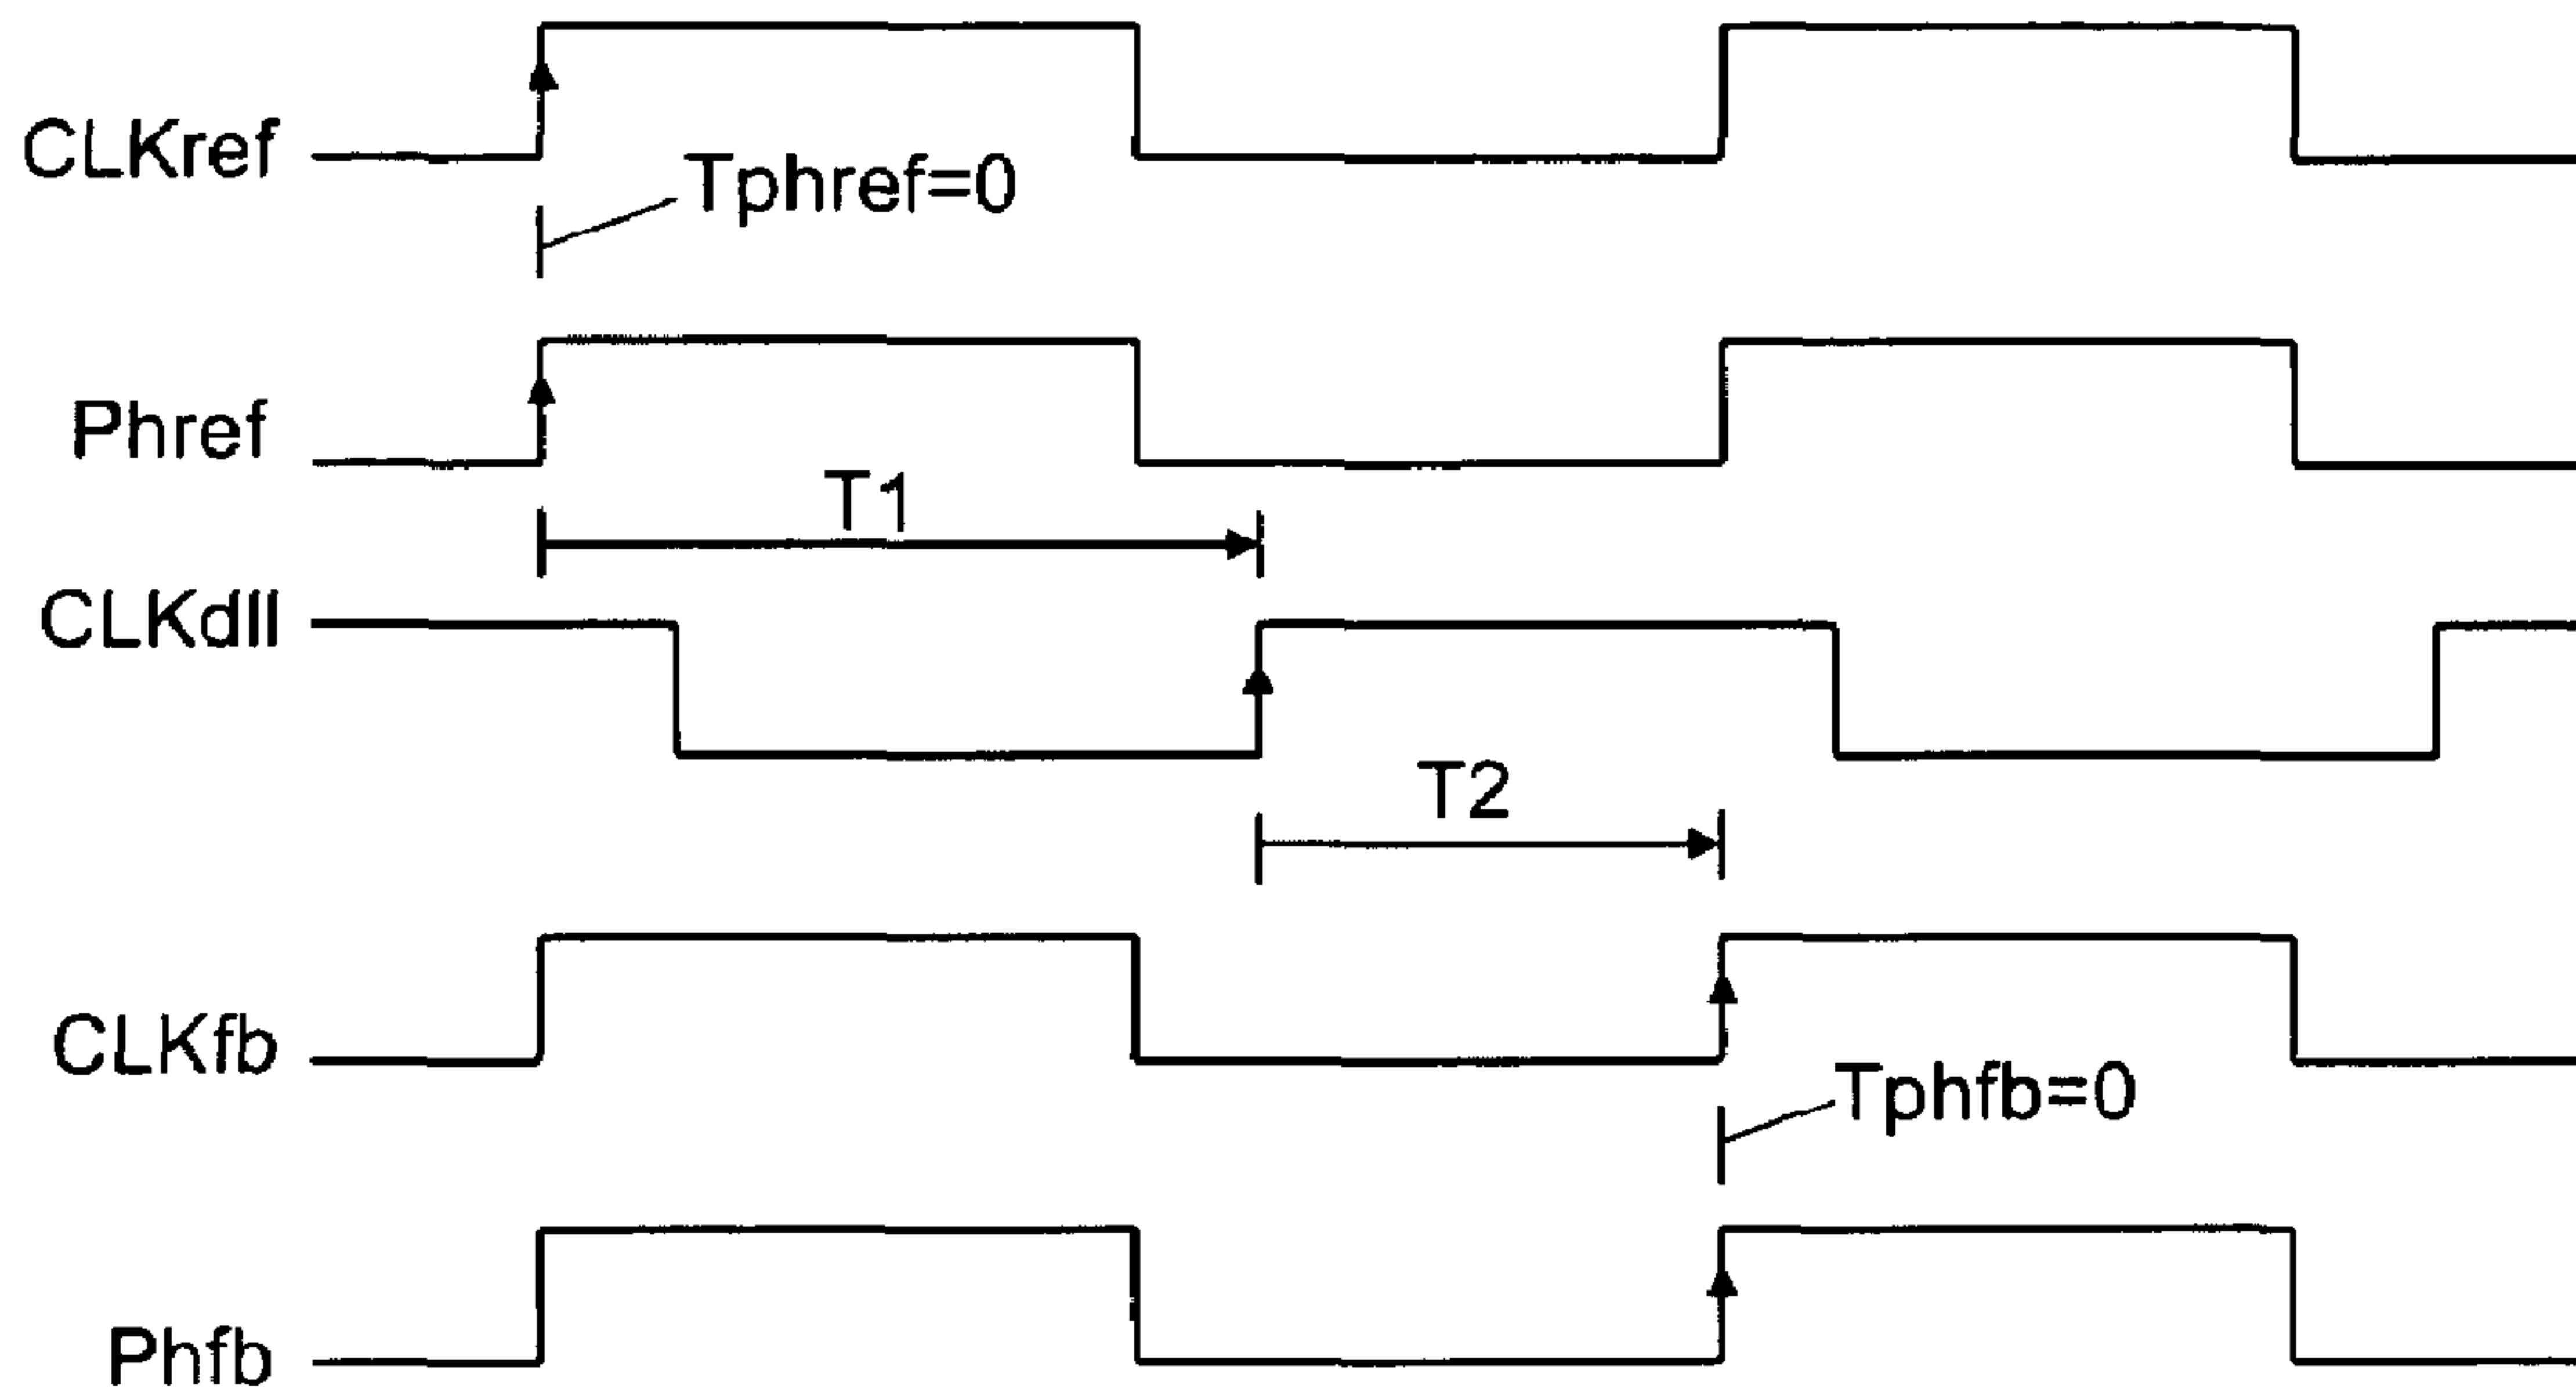 CLKref
Tphref=0
Phref
T1
CLKdll
T2
CLKfb
Tphfb=0
Phfb